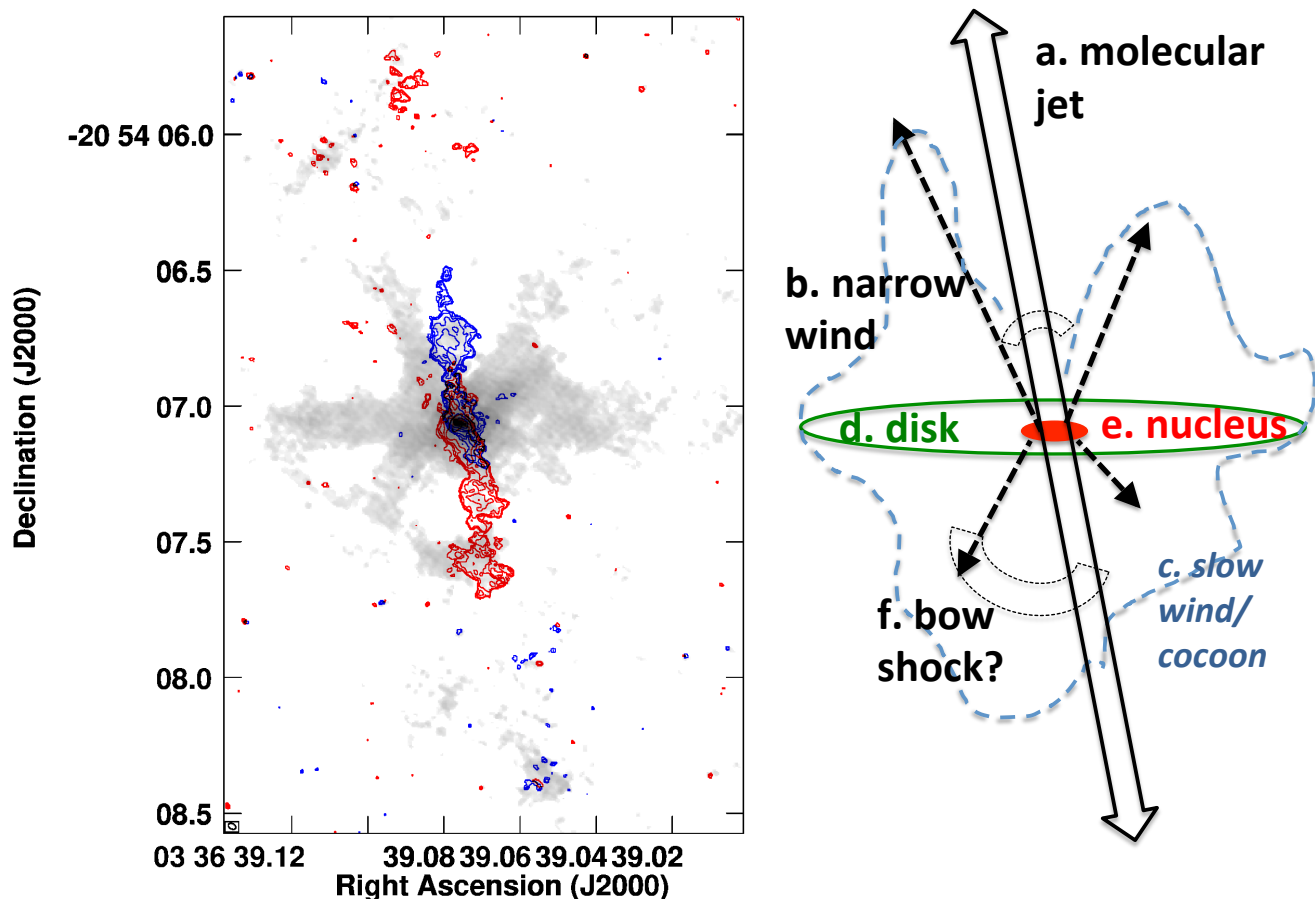 Declination (J2000)
-20 54 06.0
06.5
07.0
07.5
08.0
08.5
03 36 39.12 39.08 39.06 39.04 39.02
Right Ascension (J2000)
a. molecular
jet
b. narrow
wind
d. disk
e. nucleus
c. slow
wind/
cocoon
f. bow
shock?